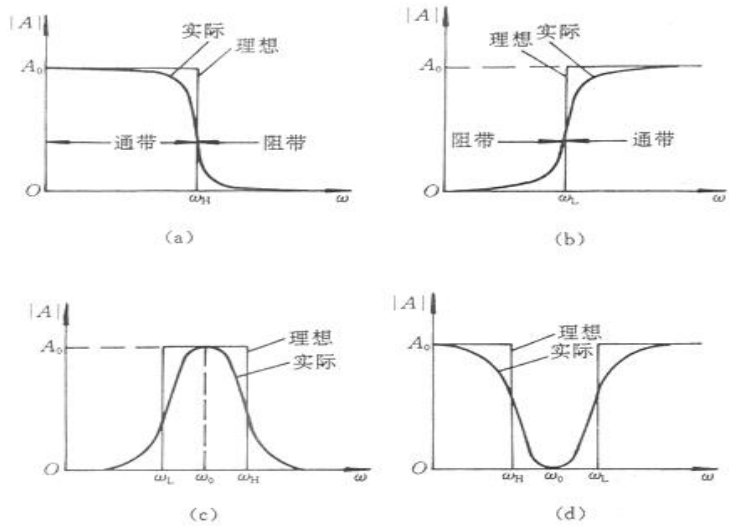 |A|
实际
理想
A₀
通带
阻带
O
ω_H
ω
(a)
|A|
理想
实际
A₀
阻带
通带
O
ω_L
ω
(b)
|A|
理想
A₀
实际
O
ω_L
ω₀
ω_H
ω
(c)
|A|
理想
A₀
实际
O
ω_H
ω₀
ω_L
ω
(d)